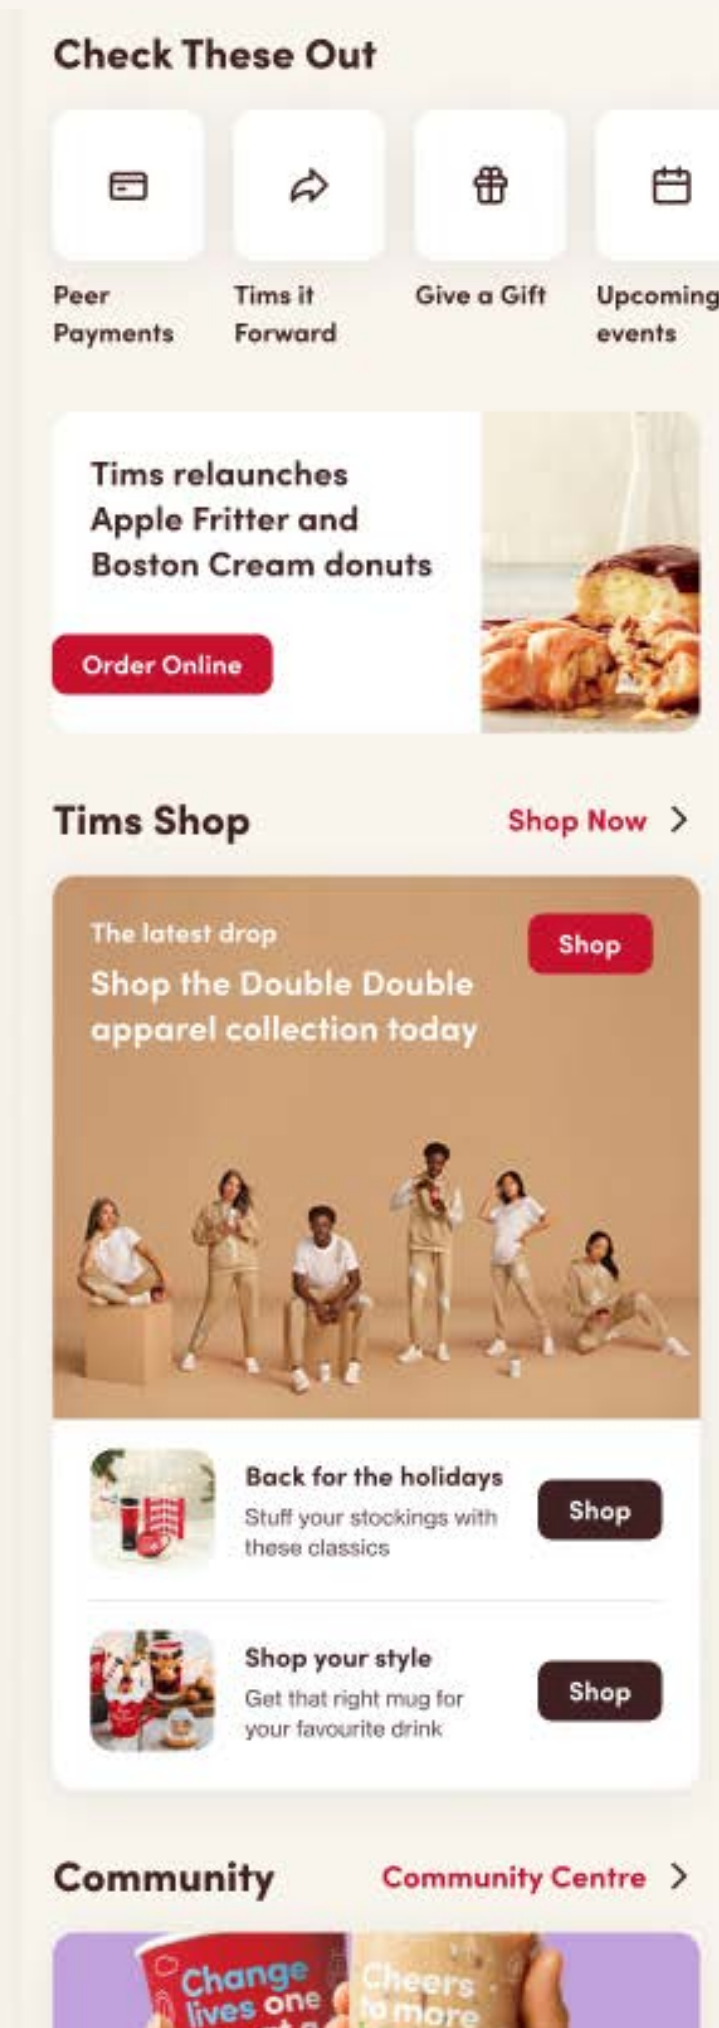 Check These Out
Peer
Payments
Tims it
Forward
Give a Gift
Upcoming
events
Tims relaunches
Apple Fritter and
Boston Cream donuts
Order Online
Tims Shop
Shop Now
The latest drop
Shop
Shop the Double Double
apparel collection today
Back for the holidays
Stuff your stockings with
these classics
Shop
Shop your style
Get that right mug for
your favourite drink
Shop
Community
Community Centre
Change
lives one
Cheers
to more